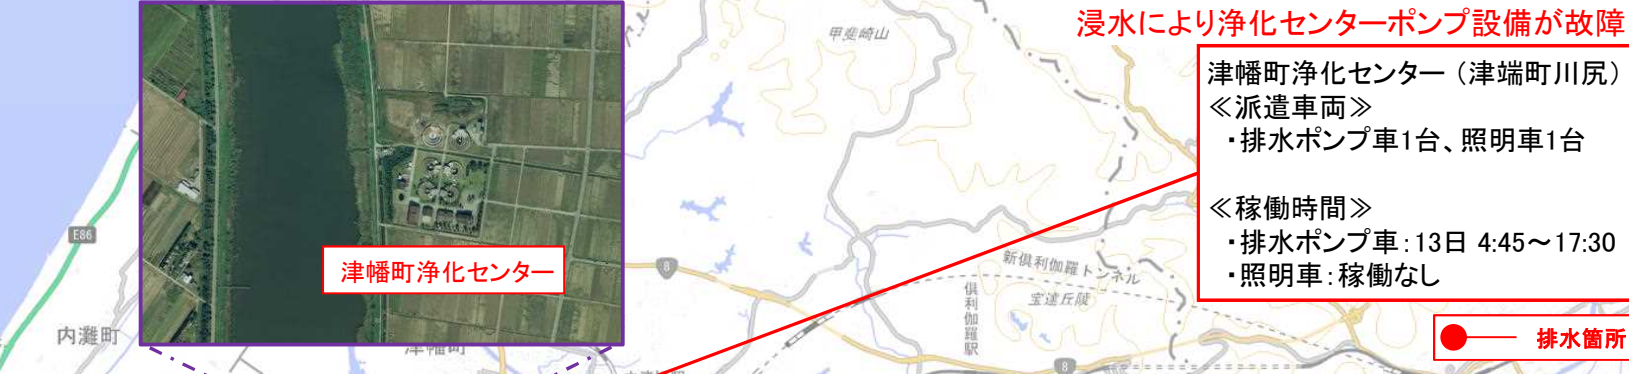 浸水により浄化センターポンプ設備が故障
甲斐崎山
津幡町浄化センター（津端町川尻）
≪派遣車両≫
・排水ポンプ車1台、照明車1台
≪稼働時間≫
・排水ポンプ車：13日 4:45～17:30
・照明車：稼働なし
E86
津幡町浄化センター
8
新倶利伽羅トンネル
倶利伽羅駅
宝達丘陵
内灘町
津幡町
排水箇所
8